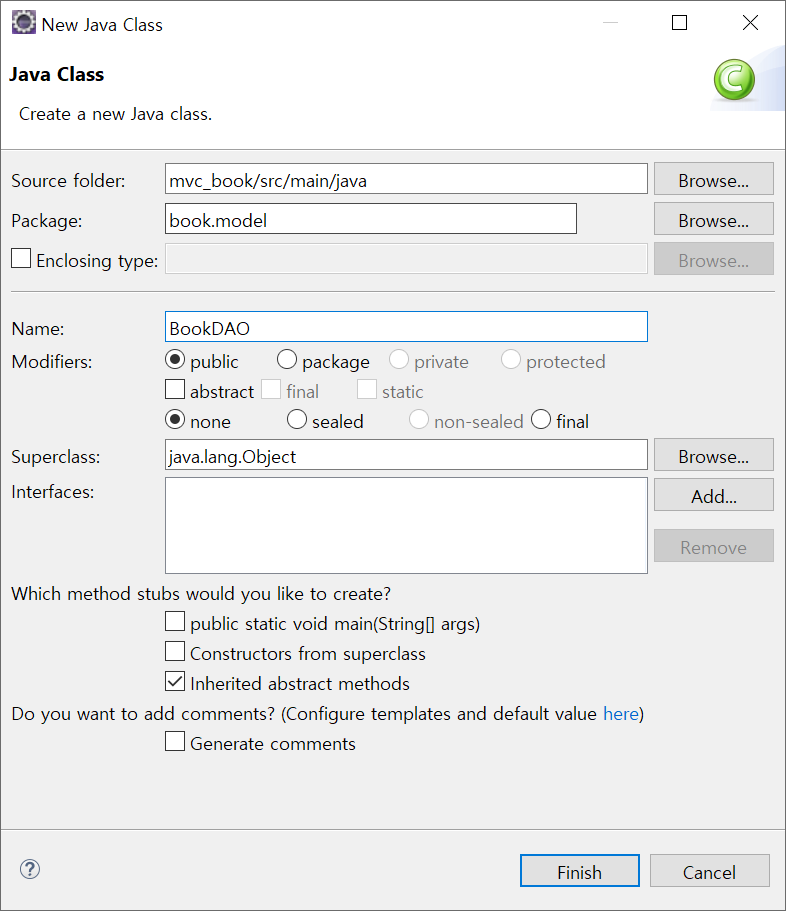 New Java Class
Java Class
Create a new Java class.
Source folder: mvc_book/src/main/java Browse...
Package: book.model Browse...
Enclosing type: Browse...
Name: BookDAO
Modifiers: public package private protected
abstract final static
none sealed non-sealed final
Superclass: java.lang.Object Browse...
Interfaces: Add...
Remove
Which method stubs would you like to create?
public static void main(String[] args)
Constructors from superclass
Inherited abstract methods
Do you want to add comments? (Configure templates and default value here)
Generate comments
? Finish Cancel